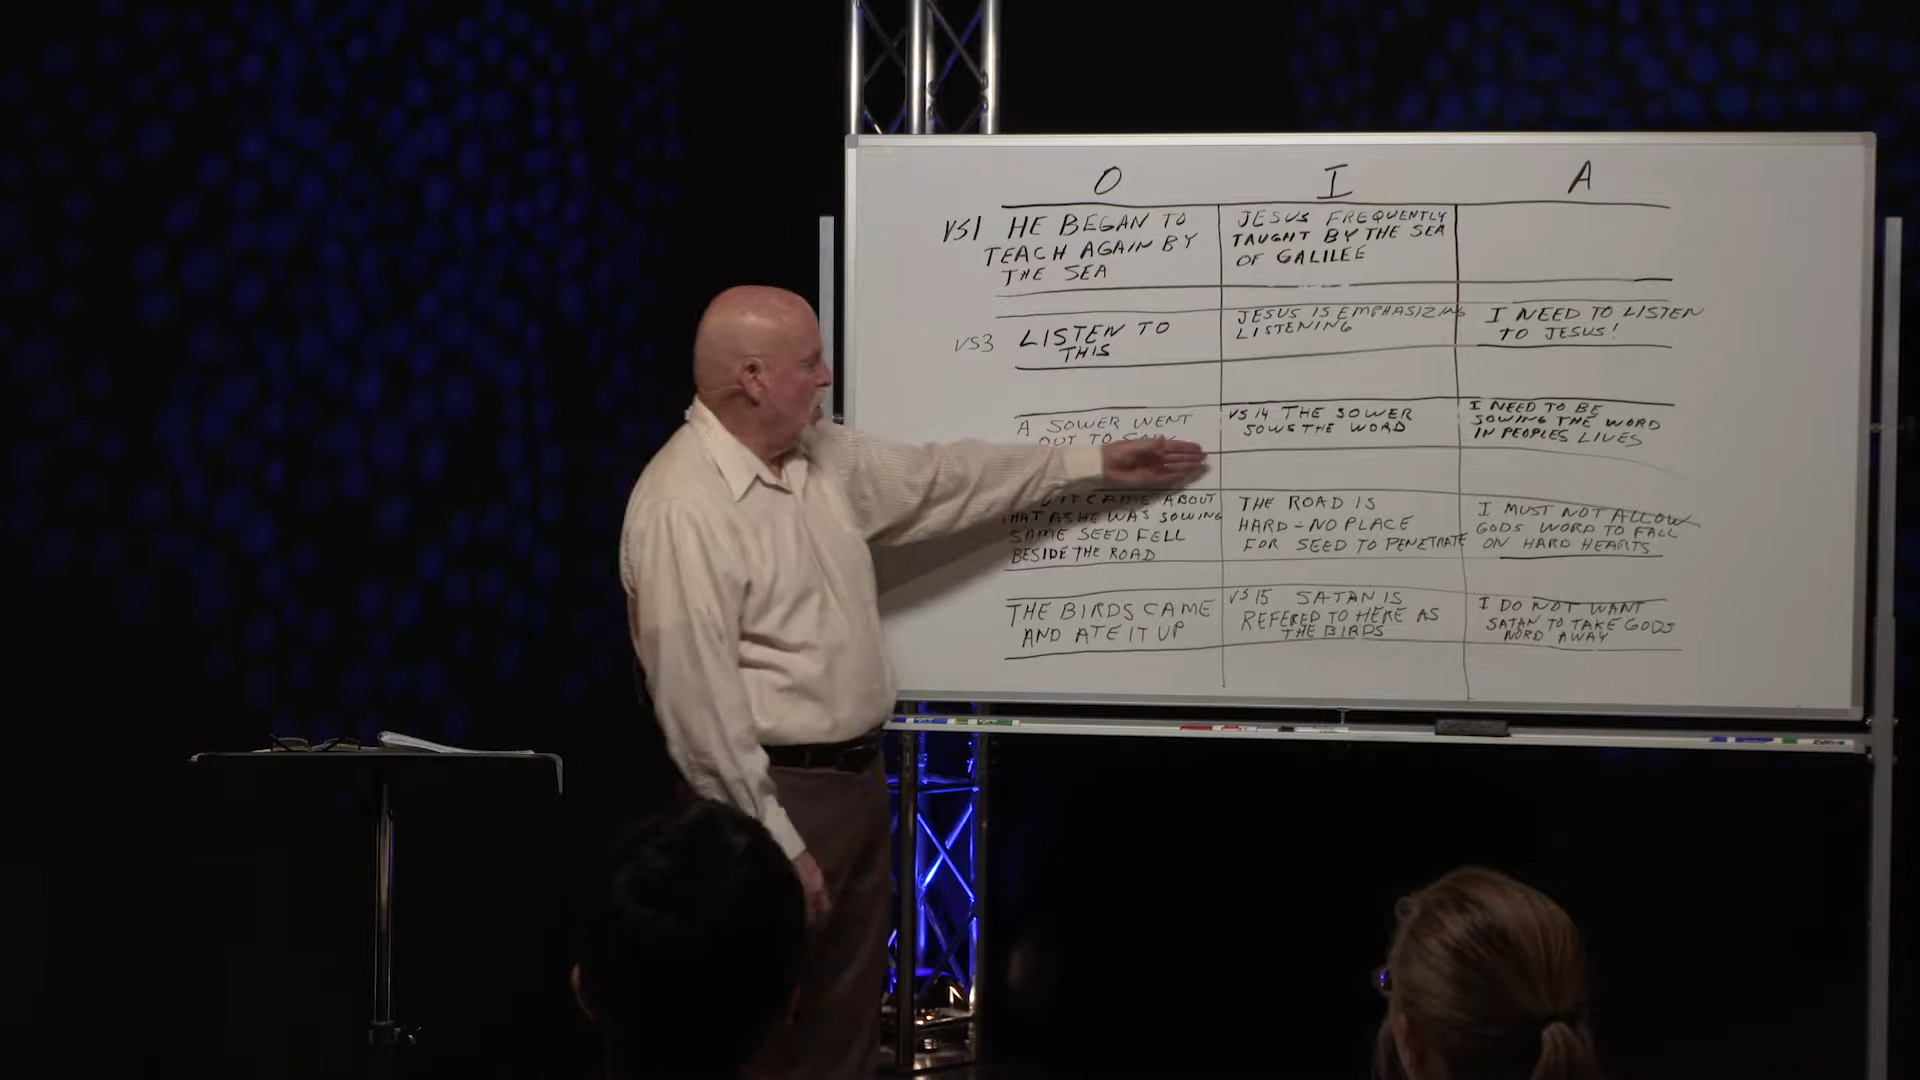 O I A
VS1 HE BEGAN TO
TEACH AGAIN BY
THE SEA
JESUS FREQUENTLY
TAUGHT BY THE SEA
OF GALILEE
VS3 LISTEN TO
THIS
JESUS IS EMPHASIZING
LISTENING
I NEED TO LISTEN
TO JESUS!
A SOWER WENT
OUT TO
VS 14 THE SOWER
SOWS THE WORD
I NEED TO BE
SOWING THE WORD
IN PEOPLES LIVES
IT CAME ABOUT
THAT AS HE WAS SOWING
SOME SEED FELL
BESIDE THE ROAD
THE ROAD IS
HARD - NO PLACE
FOR SEED TO PENETRATE
I MUST NOT ALLOW
GODS WORD TO FALL
ON HARD HEARTS
THE BIRDS CAME
AND ATE IT UP
VS 15 SATAN IS
REFERED TO HERE AS
THE BIRDS
I DO NOT WANT
SATAN TO TAKE GODS
WORD AWAY